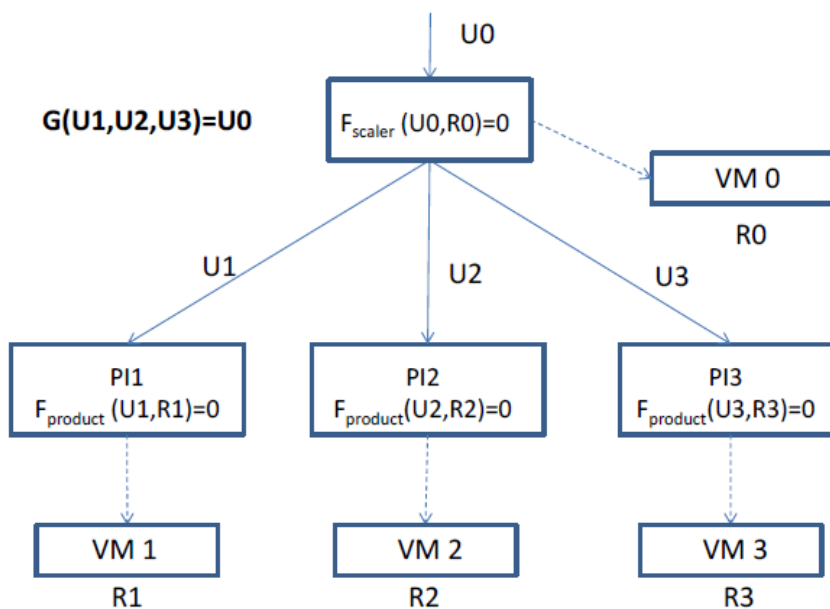 U0
G(U1,U2,U3)=U0
Fscaler (U0,R0)=0
VM 0
R0
U1
U2
U3
PI1
Fproduct (U1,R1)=0
PI2
Fproduct(U2,R2)=0
PI3
Fproduct(U3,R3)=0
VM 1
VM 2
VM 3
R1
R2
R3